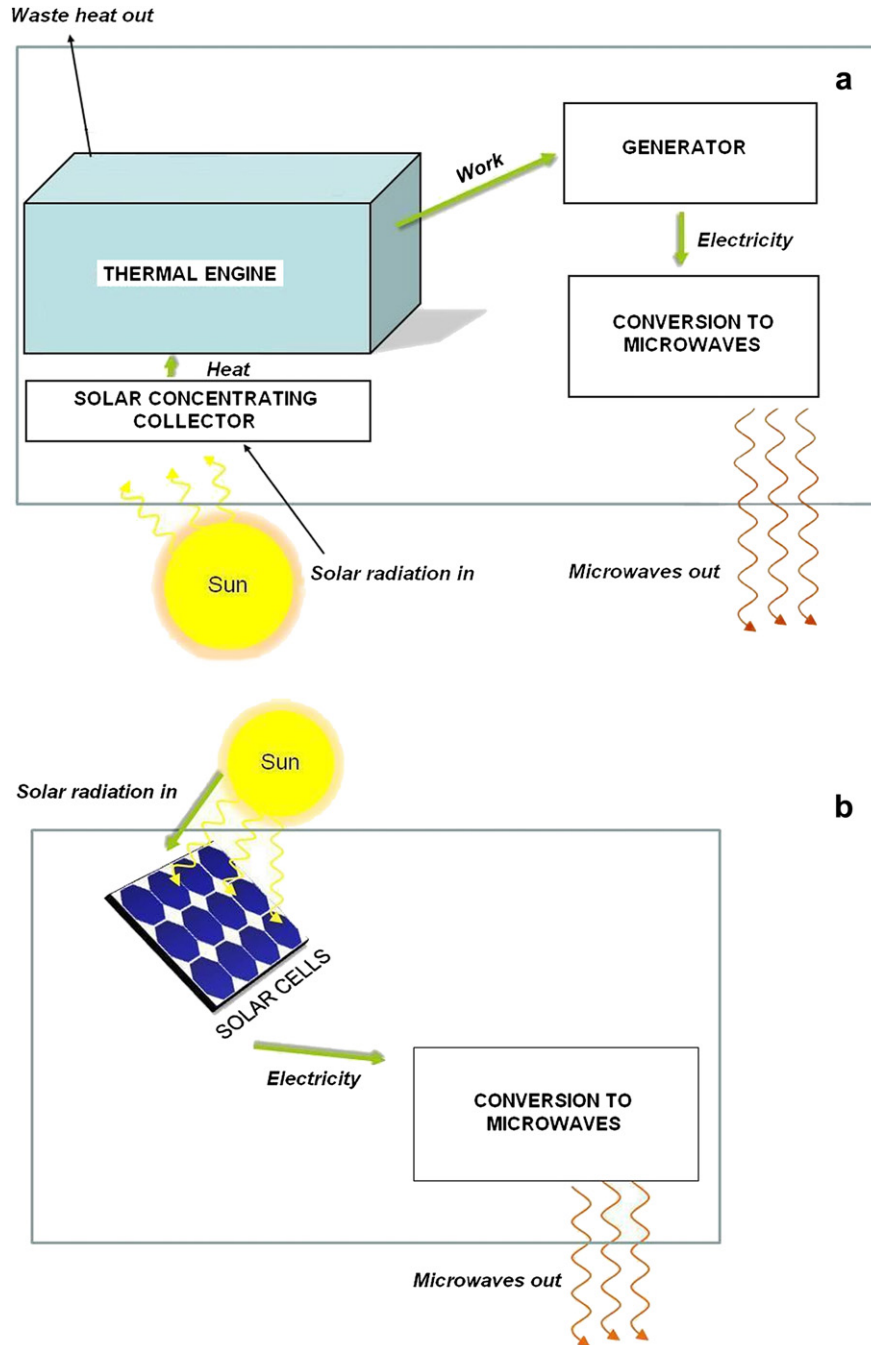 Waste heat out
a
GENERATOR
Work
Electricity
THERMAL ENGINE
CONVERSION TO
MICROWAVES
Heat
SOLAR CONCENTRATING
COLLECTOR
Sun
Solar radiation in
Microwaves out
Sun
Solar radiation in
b
SOLAR CELLS
Electricity
CONVERSION TO
MICROWAVES
Microwaves out